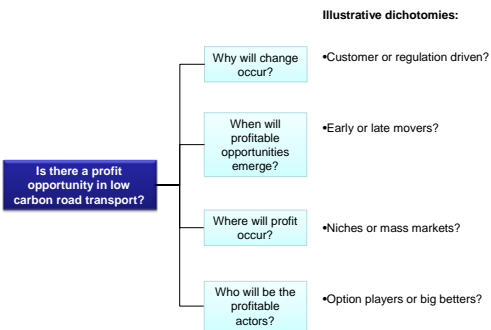 Illustrative dichotomies:
Why will change
occur?
•Customer or regulation driven?
When will
profitable
opportunities
emerge?
•Early or late movers?
Is there a profit
opportunity in low
carbon road transport?
Where will profit
occur?
•Niches or mass markets?
Who will be the
profitable
actors?
•Option players or big betters?